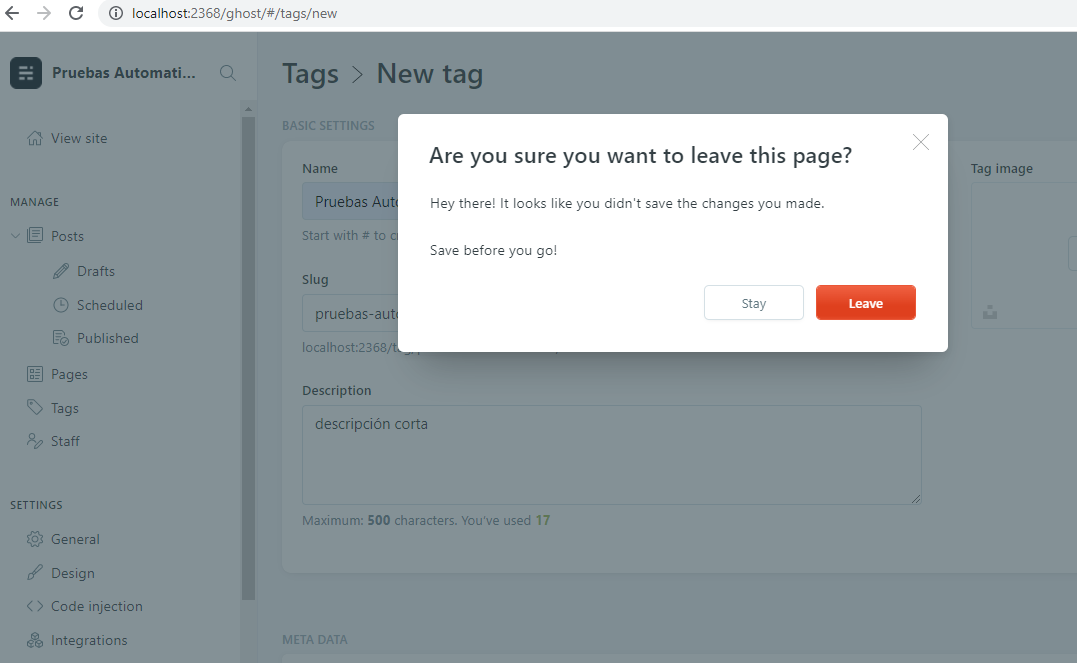 localhost:2368/ghost/#/tags/new
Pruebas Automati...
View site
MANAGE
Posts
Drafts
Scheduled
Published
Pages
Tags
Staff
SETTINGS
General
Design
Code injection
Integrations
Tags > New tag
BASIC SETTINGS
Name
Pruebas Auto
Start with # to cr
Slug
pruebas-auto
localhost:2368/tag/
Description
descripción corta
Maximum: 500 characters. You've used 17
META DATA
Tag image
Are you sure you want to leave this page?
Hey there! It looks like you didn't save the changes you made.
Save before you go!
Stay
Leave